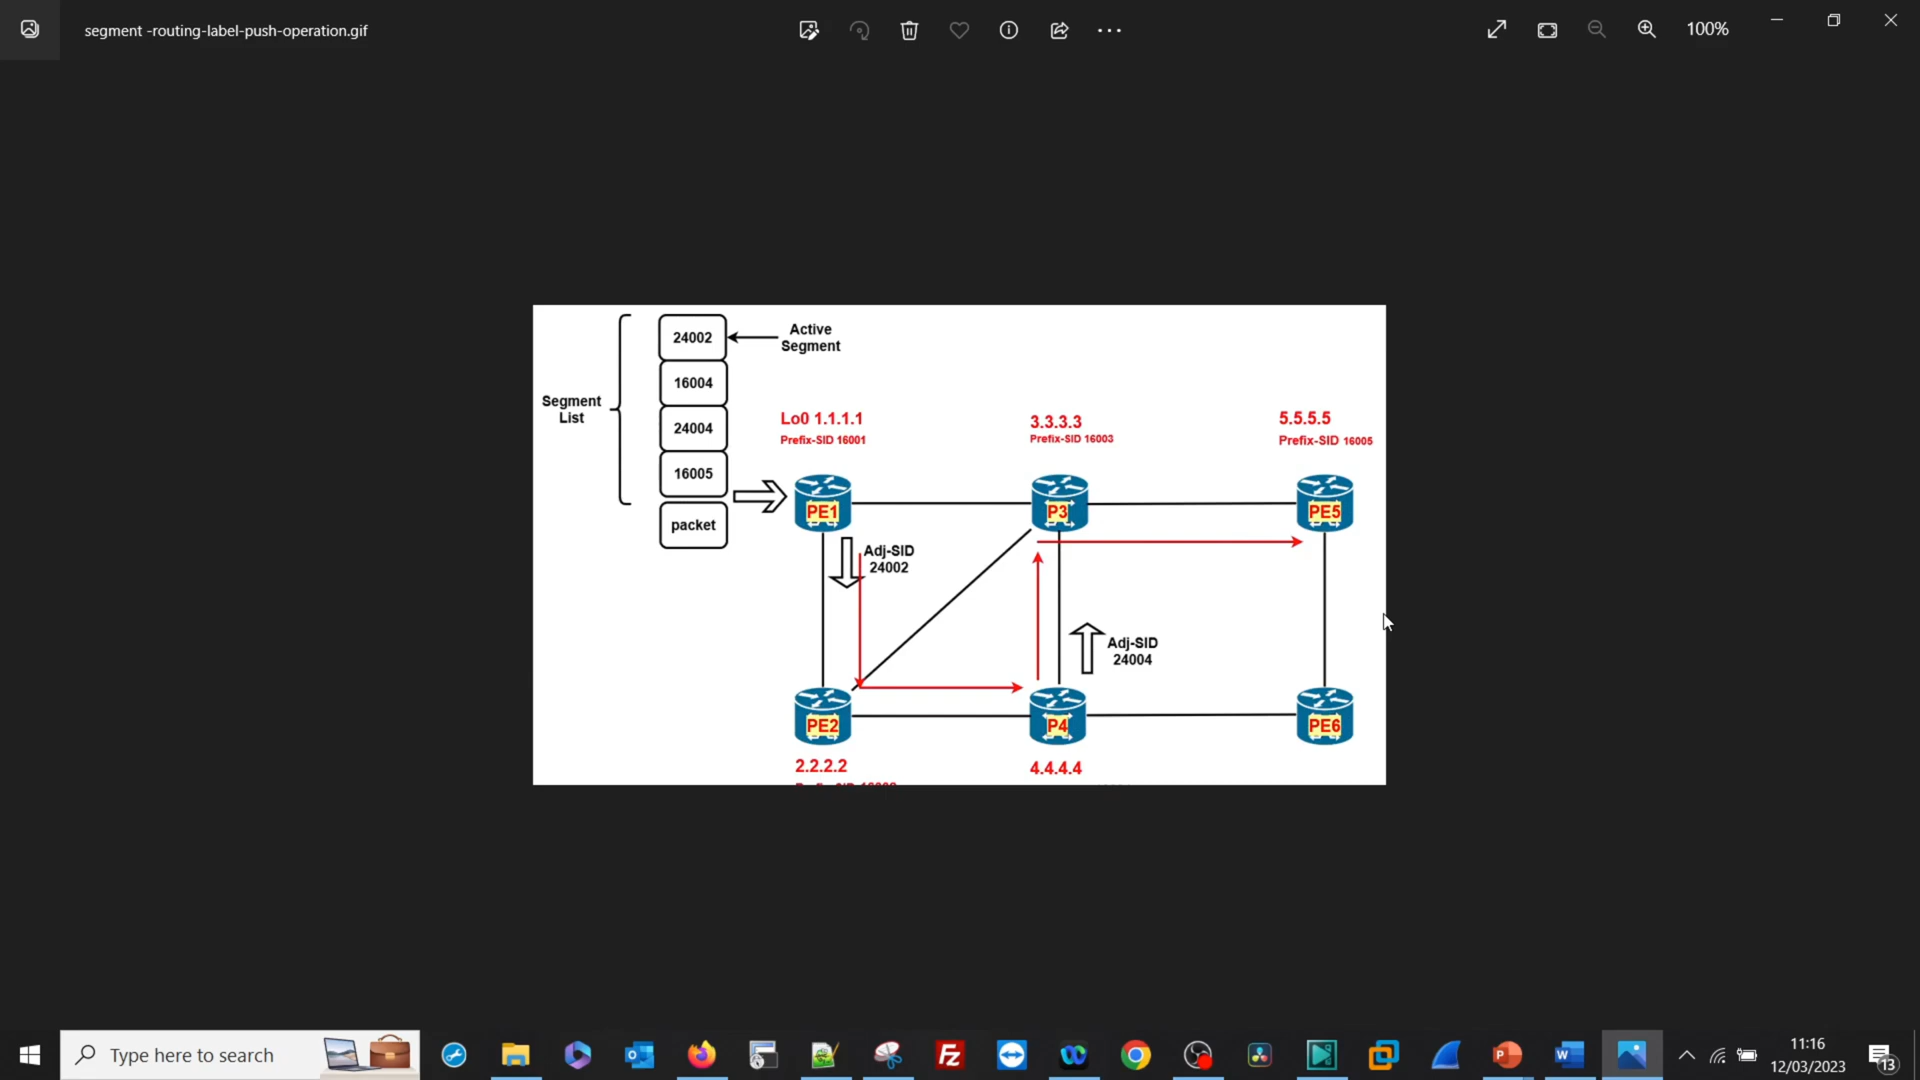 segment -routing-label-push-operation.gif
100%
24002
Active
Segment
16004
Segment
List
24004
16005
packet
Lo0 1.1.1.1
Prefix-SID 16001
3.3.3.3
Prefix-SID 16003
5.5.5.5
Prefix-SID 16005
PE1
P3
PE5
Adj-SID
24002
Adj-SID
24004
PE2
P4
PE6
2.2.2.2
4.4.4.4
Type here to search
11:16
12/03/2023
13